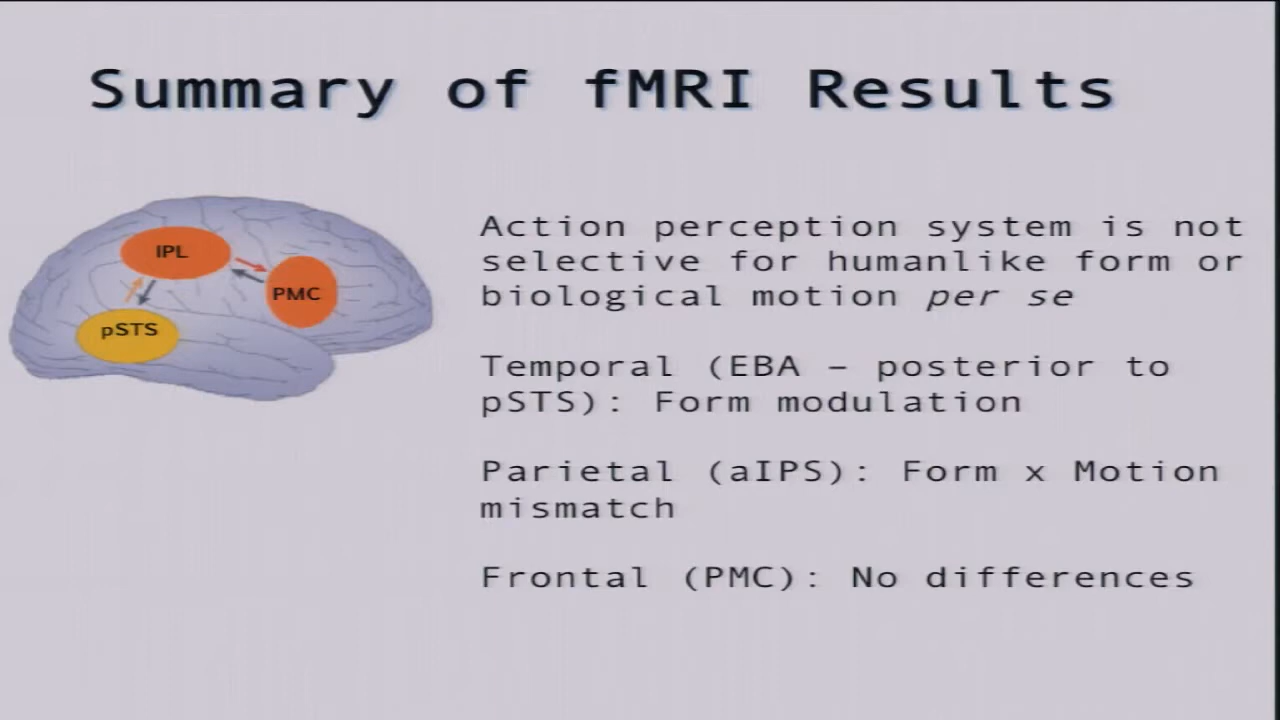 Summary of fMRI Results
IPL
PMC
pSTS
Action perception system is not
selective for humanlike form or
biological motion per se
Temporal (EBA – posterior to
pSTS): Form modulation
Parietal (aIPS): Form x Motion
mismatch
Frontal (PMC): No differences